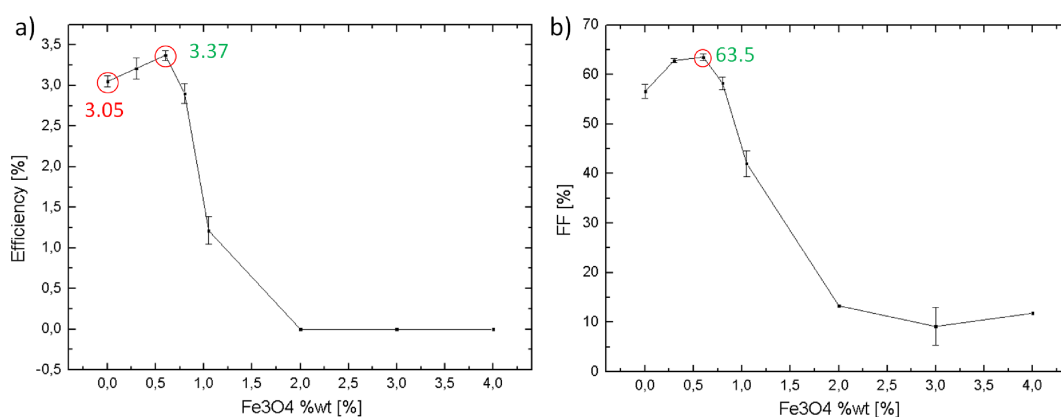 a)
3,5
3,0
2,5
2,0
1,5
1,0
0,5
0,0
-0,5
Efficiency [%]
3.37
3.05
0,0 0,5 1,0 1,5 2,0 2,5 3,0 3,5 4,0
Fe3O4 %wt [%]
b)
70
60
50
40
30
20
10
0
FF [%]
63.5
0,0 0,5 1,0 1,5 2,0 2,5 3,0 3,5 4,0
Fe3O4 %wt [%]